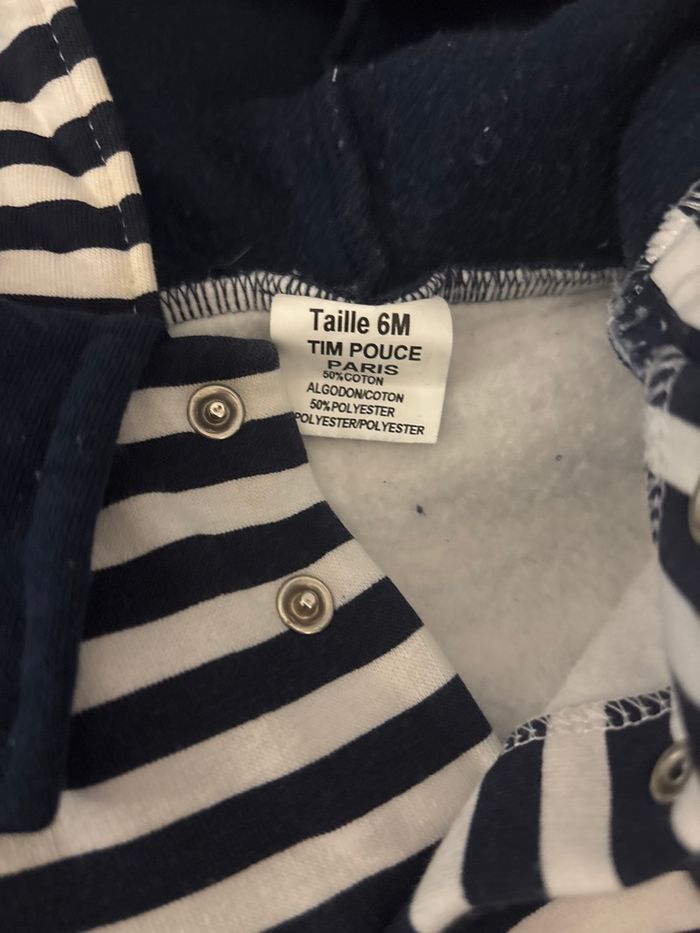 Taille 6M
TIM POUCE
PARIS
50%COTON
ALGODON/COTON
50%POLYESTER
POLYESTER/POLYESTER